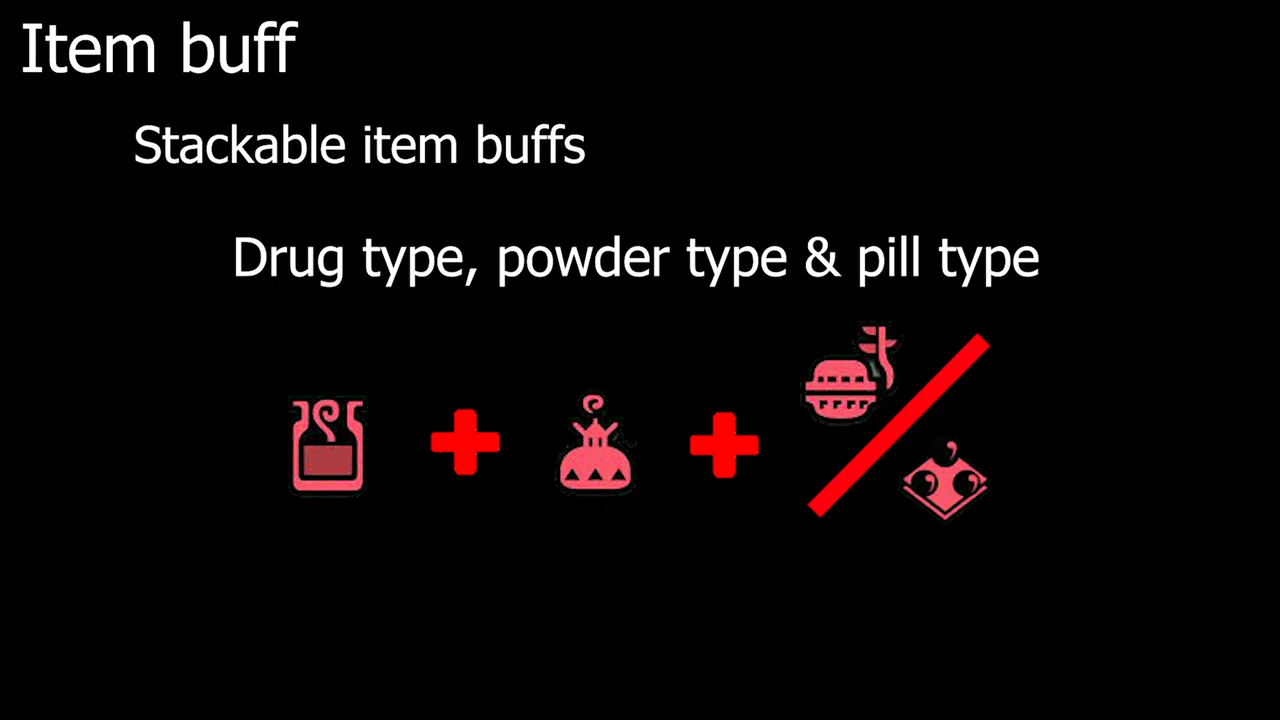 Item buff
Stackable item buffs
Drug type, powder type & pill type